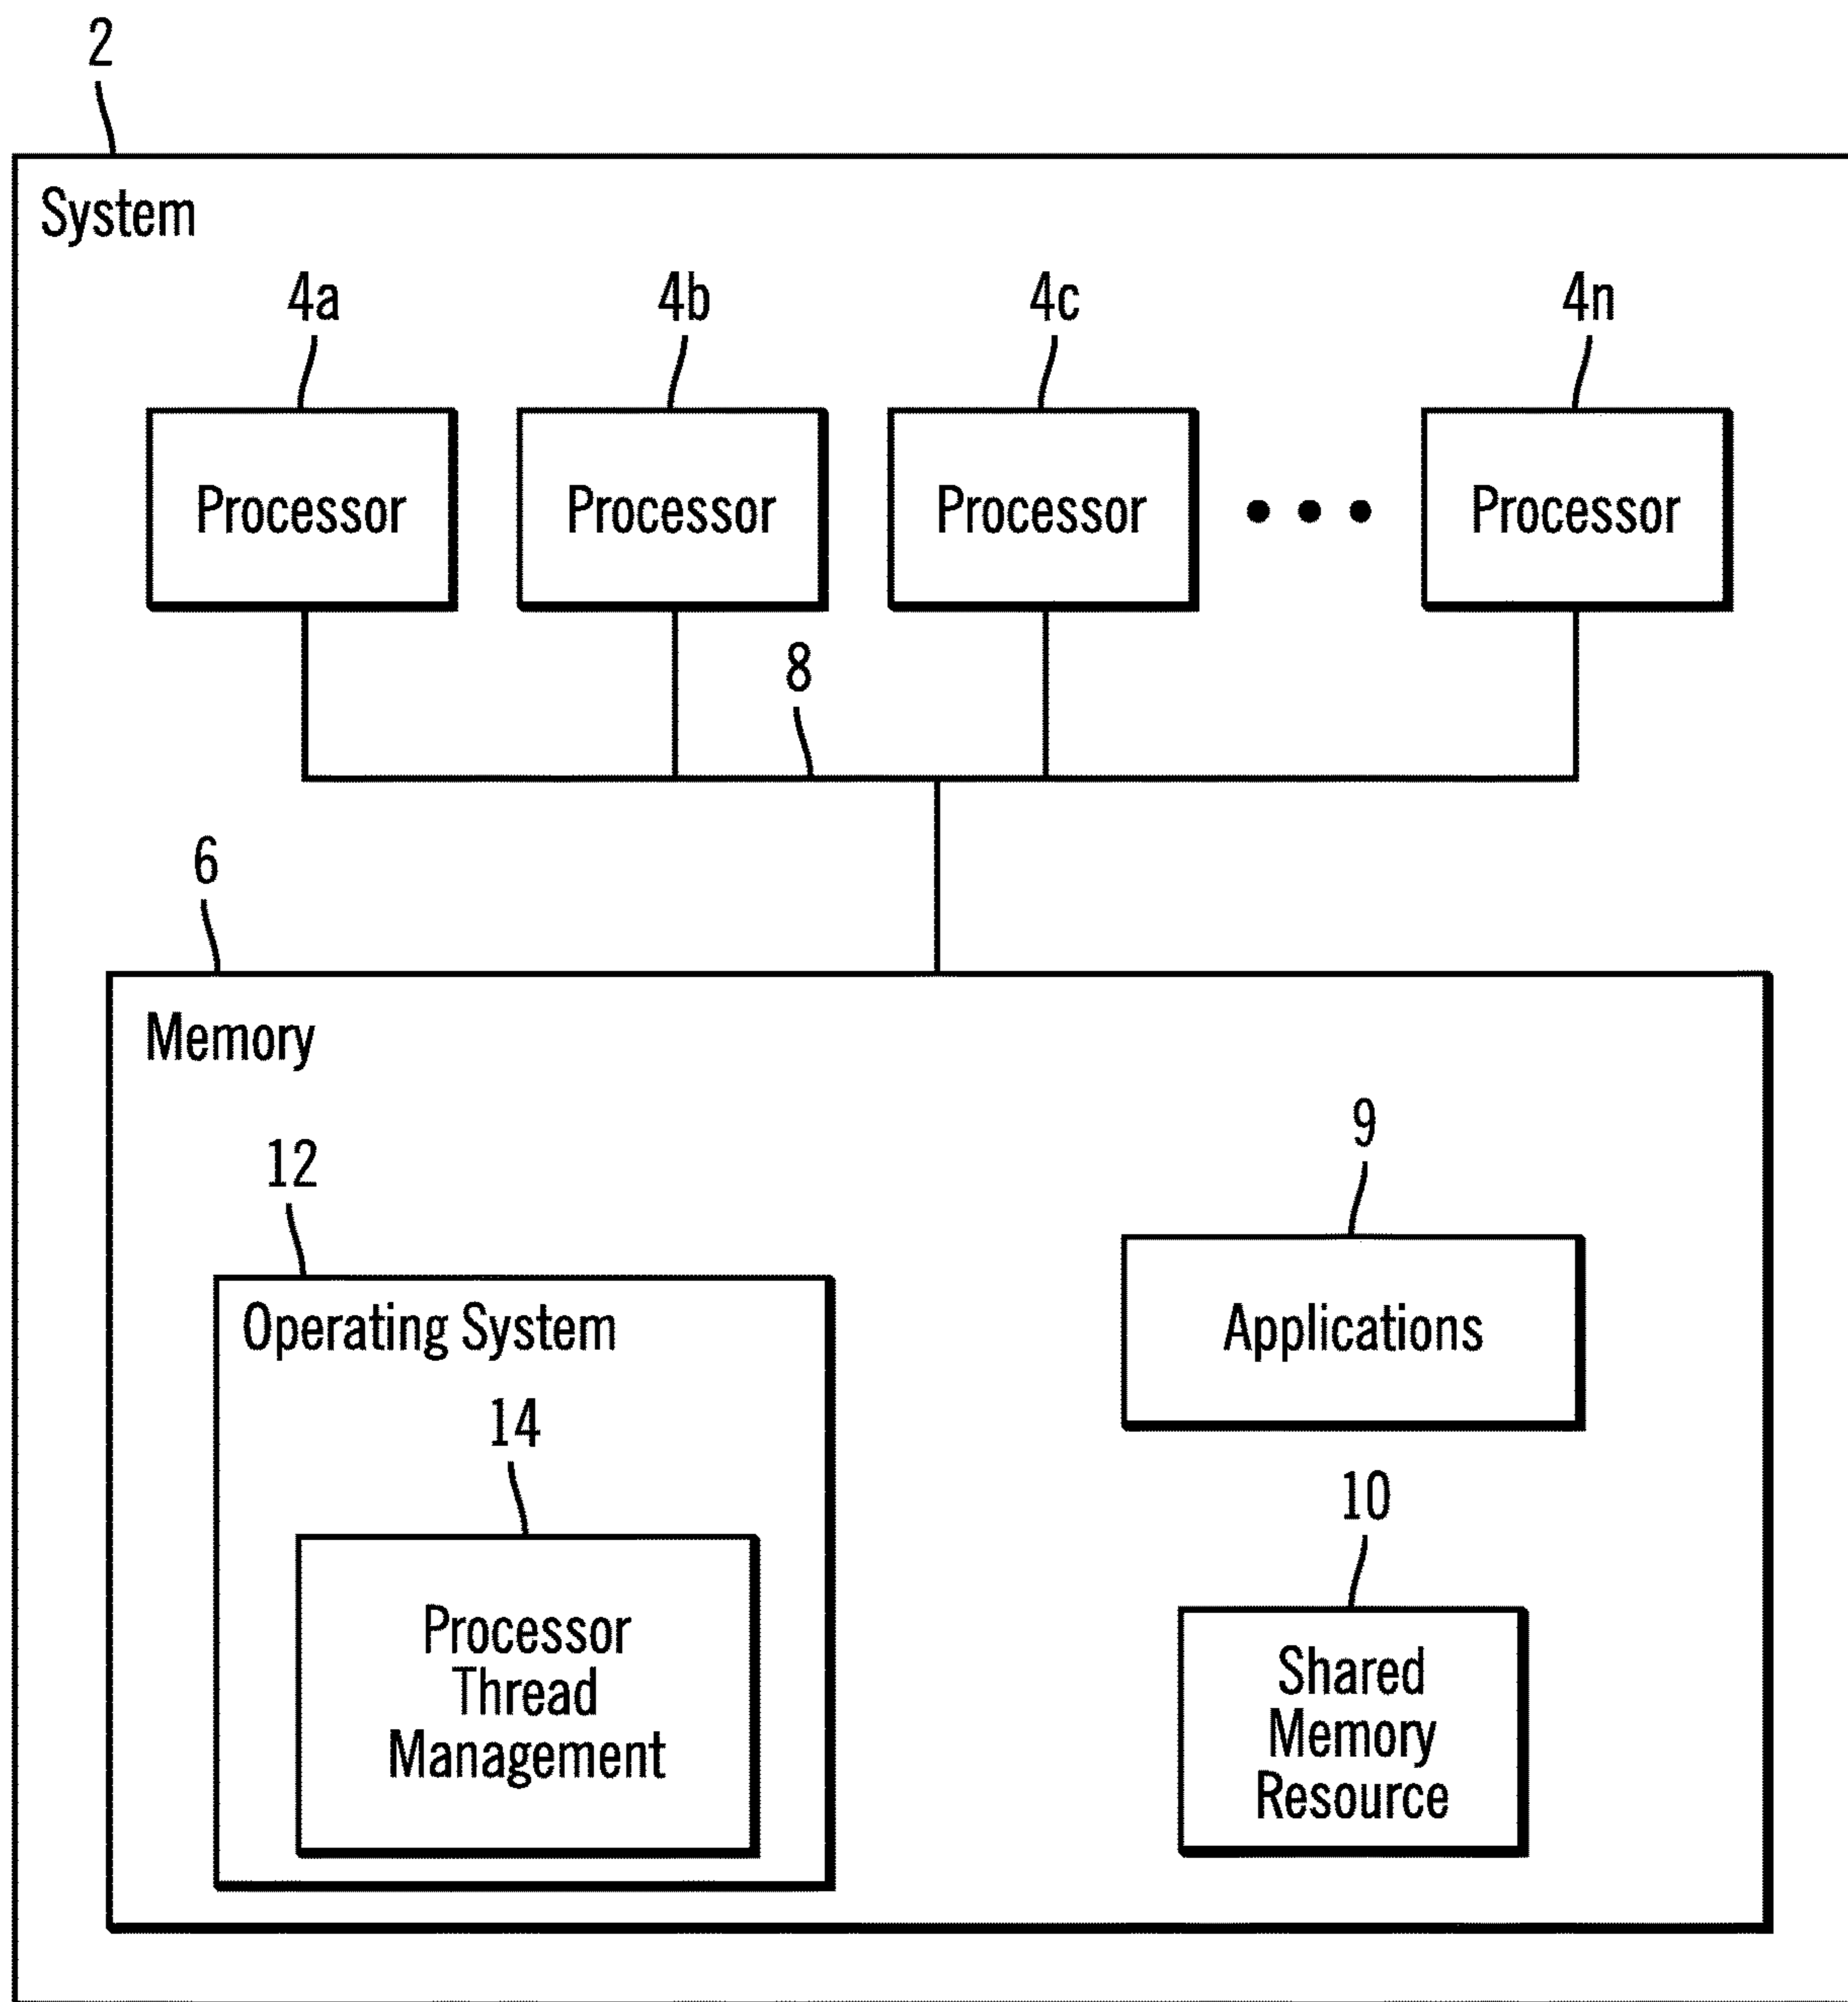 2
System
4a
4b
4c
4n
Processor
Processor
Processor
Processor
8
6
Memory
12
Operating System
14
Processor
Thread
Management
9
Applications
10
Shared
Memory
Resource